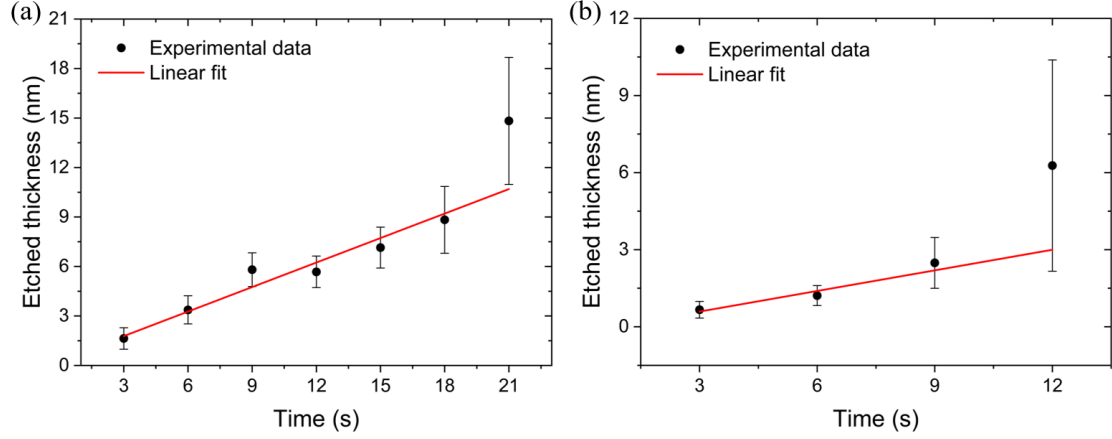 (a)
21
18
15
12
9
6
3
0
Etched thickness (nm)
Experimental data
Linear fit
3 6 9 12 15 18 21
Time (s)
(b)
12
9
6
3
0
Etched thickness (nm)
Experimental data
Linear fit
3 6 9 12
Time (s)